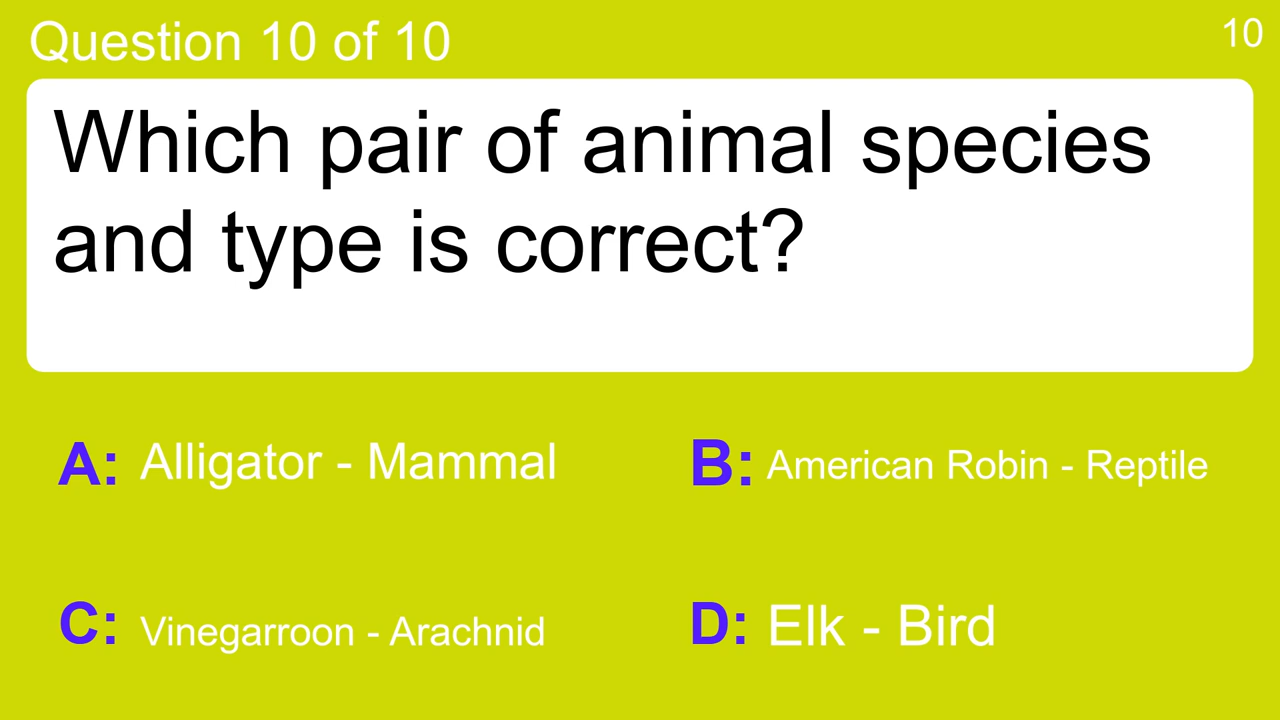 Question 10 of 10
10
Which pair of animal species
and type is correct?
A: Alligator - Mammal
B: American Robin - Reptile
C: Vinegarroon - Arachnid
D: Elk - Bird